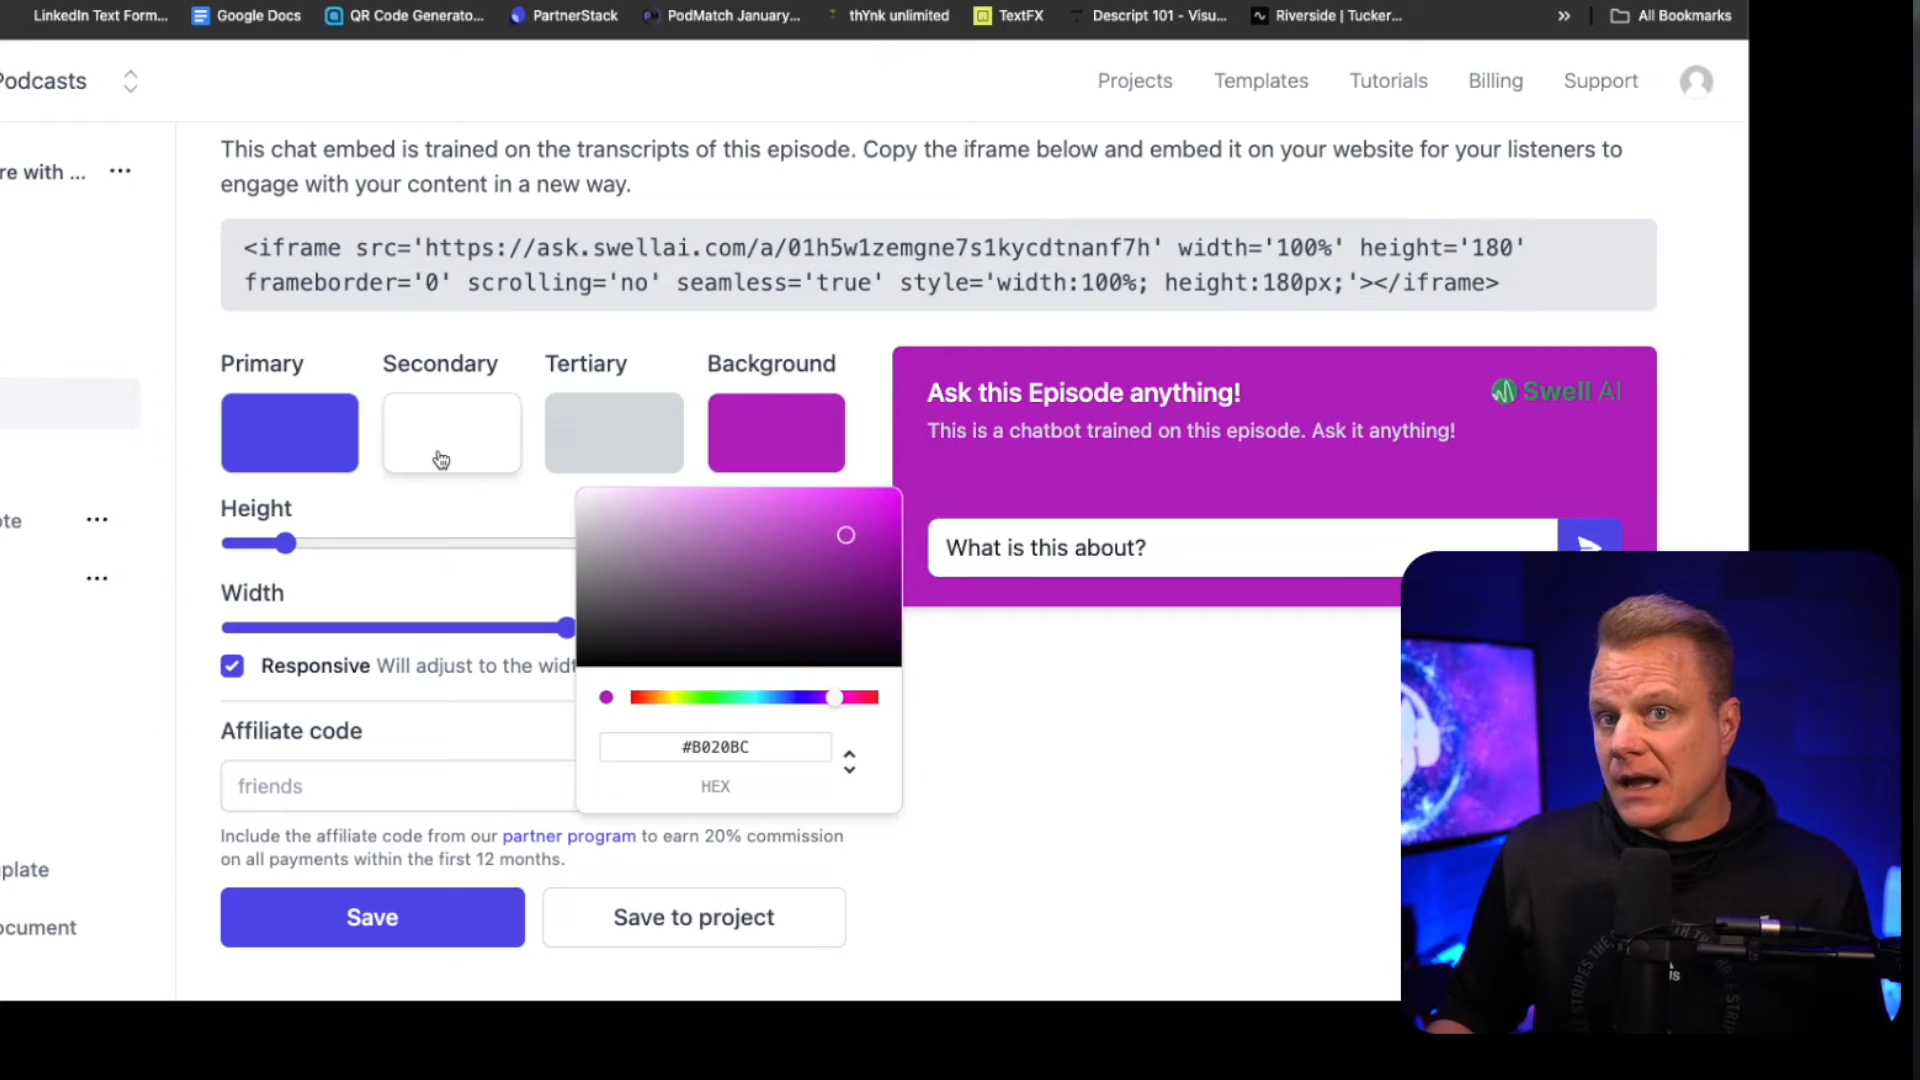 LinkedIn Text Form...
Google Docs
QR Code Generato...
PartnerStack
PodMatch January,...
thYnk unlimited
TextFX
Descript 101 - Visu...
Riverside | Tucker...
All Bookmarks
Podcasts
Projects
Templates
Tutorials
Billing
Support
re with ...
This chat embed is trained on the transcripts of this episode. Copy the iframe below and embed it on your website for your listeners to
engage with your content in a new way.
<iframe src='https://ask.swellai.com/a/01h5w1zemgne7s1kycdtnanf7h' width='100%' height='180'
frameborder='0' scrolling='no' seamless='true' style='width:100%; height:180px;'></iframe>
Primary
Secondary
Tertiary
Background
Ask this Episode anything!
Swell AI
This is a chatbot trained on this episode. Ask it anything!
What is this about?
Height
ote
Width
Responsive Will adjust to the widt
#B020BC
HEX
Affiliate code
friends
Include the affiliate code from our partner program to earn 20% commission
on all payments within the first 12 months.
Save
Save to project
plate
ocument